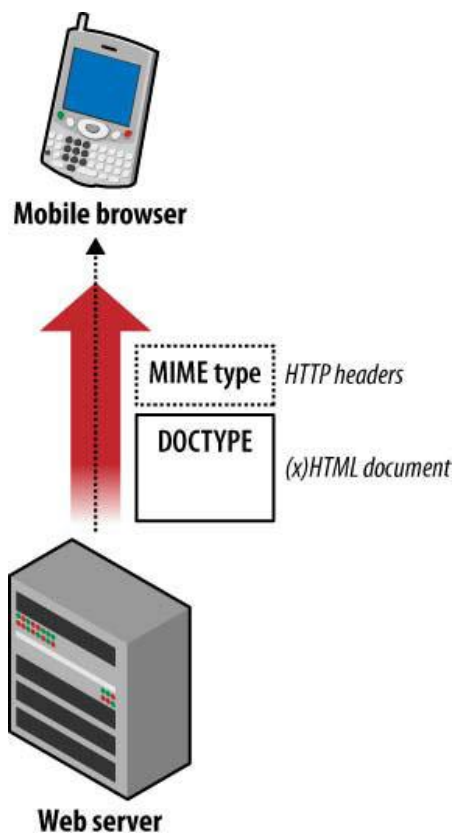 Mobile browser
MIME type HTTP headers
DOCTYPE
(x)HTML document
Web server